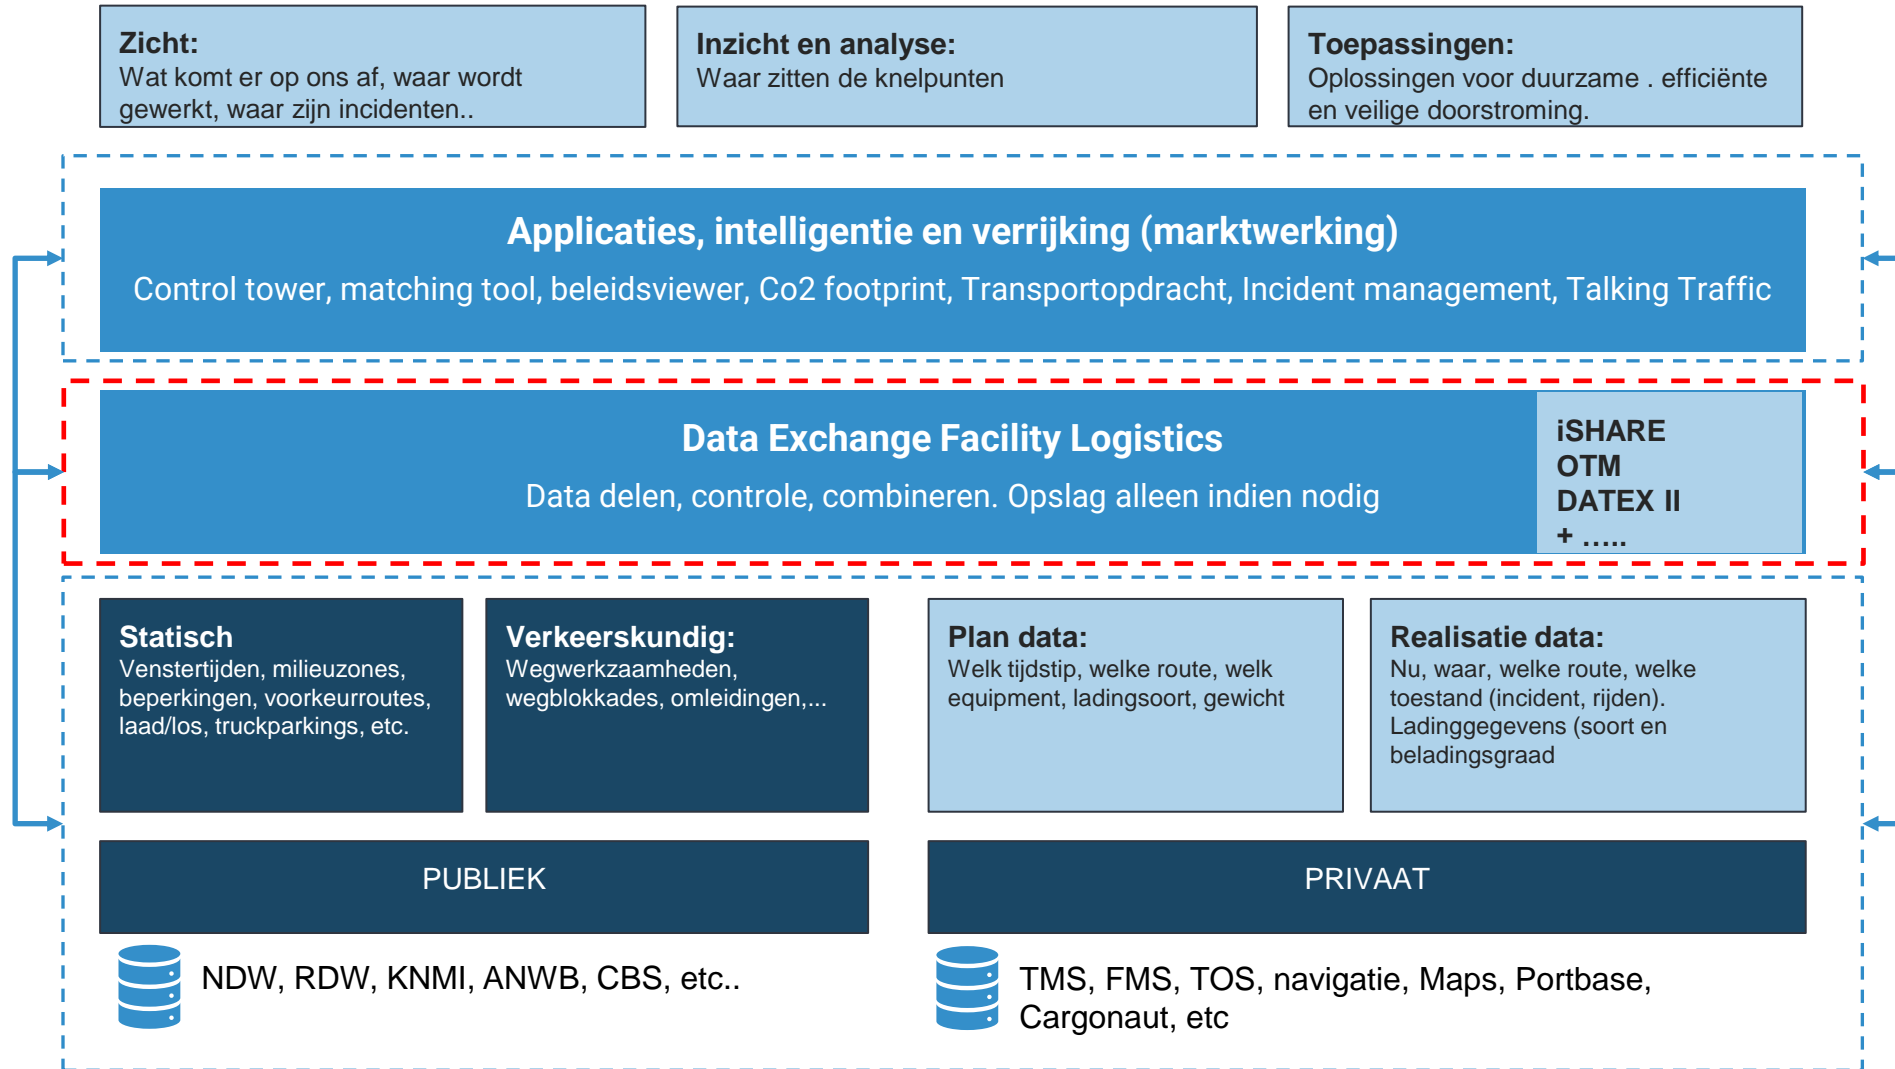 Zicht:
Wat komt er op ons af, waar wordt
gewerkt, waar zijn incidenten..
Inzicht en analyse:
Waar zitten de knelpunten
Toepassingen:
Oplossingen voor duurzame . efficiënte
en veilige doorstroming.
Applicaties, intelligentie en verrijking (marktwerking)
Control tower, matching tool, beleidsviewer, Co2 footprint, Transportopdracht, Incident management, Talking Traffic
Data Exchange Facility Logistics
Data delen, controle, combineren. Opslag alleen indien nodig
iSHARE
OTM
DATEX II
+ …..
Statisch
Venstertijden, milieuzones,
beperkingen, voorkeurroutes,
laad/los, truckparkings, etc.
Verkeerskundig:
Wegwerkzaamheden,
wegblokkades, omleidingen,...
Plan data:
Welk tijdstip, welke route, welk
equipment, ladingsoort, gewicht
Realisatie data:
Nu, waar, welke route, welke
toestand (incident, rijden).
Ladinggegevens (soort en
beladingsgraad
PUBLIEK
PRIVAAT
NDW, RDW, KNMI, ANWB, CBS, etc..
TMS, FMS, TOS, navigatie, Maps, Portbase,
Cargonaut, etc